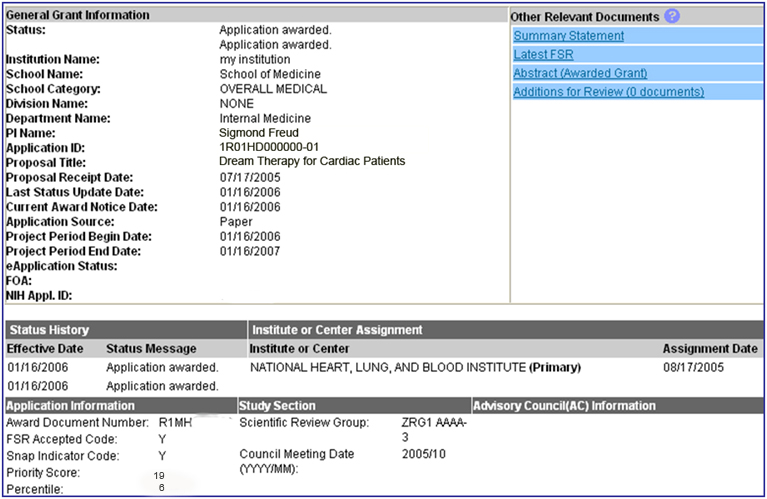 General Grant Information
Status: Application awarded.
Application awarded.
Institution Name: my institution
School Name: School of Medicine
School Category: OVERALL MEDICAL
Division Name: NONE
Department Name: Internal Medicine
PI Name: Sigmond Freud
Application ID: 1R01HD000000-01
Proposal Title: Dream Therapy for Cardiac Patients
Proposal Receipt Date: 07/17/2005
Last Status Update Date: 01/16/2006
Current Award Notice Date: 01/16/2006
Application Source: Paper
Project Period Begin Date: 01/16/2006
Project Period End Date: 01/16/2007
eApplication Status:
FOA:
NIH Appl. ID:
Other Relevant Documents ?
Summary Statement
Latest FSR
Abstract (Awarded Grant)
Additions for Review (0 documents)
Status History Institute or Center Assignment
Effective Date Status Message Institute or Center Assignment Date
01/16/2006 Application awarded. NATIONAL HEART, LUNG, AND BLOOD INSTITUTE (Primary) 08/17/2005
01/16/2006 Application awarded.
Application Information Study Section Advisory Council(AC) Information
Award Document Number: R1MH Scientific Review Group: ZRG1 AAAA-
FSR Accepted Code: Y 3
Snap Indicator Code: Y Council Meeting Date 2005/10
Priority Score: 19 (YYYY/MM):
Percentile: 6